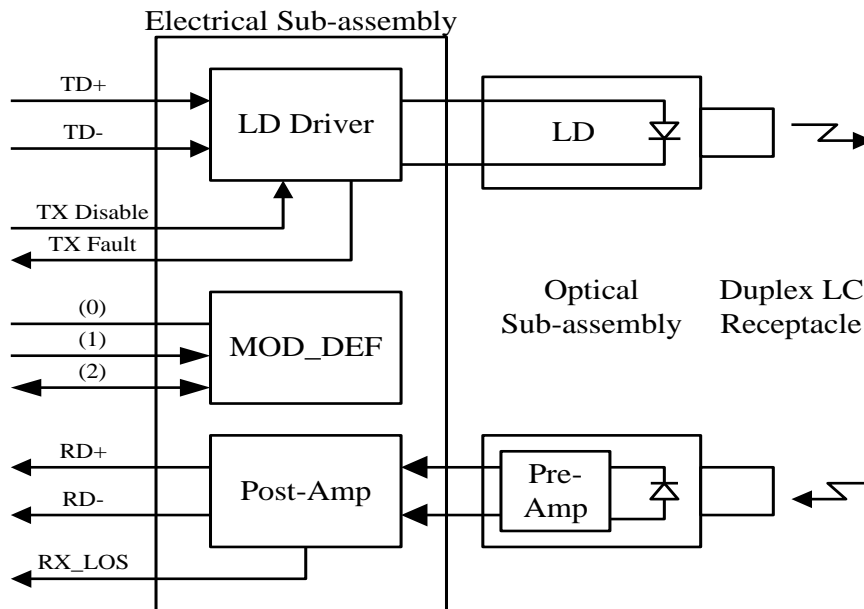 Electrical Sub-assembly
TD+
TD-
LD Driver
LD
TX Disable
TX Fault
(0)
(1)
(2)
MOD_DEF
Optical
Sub-assembly
Duplex LC
Receptacle
RD+
RD-
RX_LOS
Post-Amp
Pre-
Amp